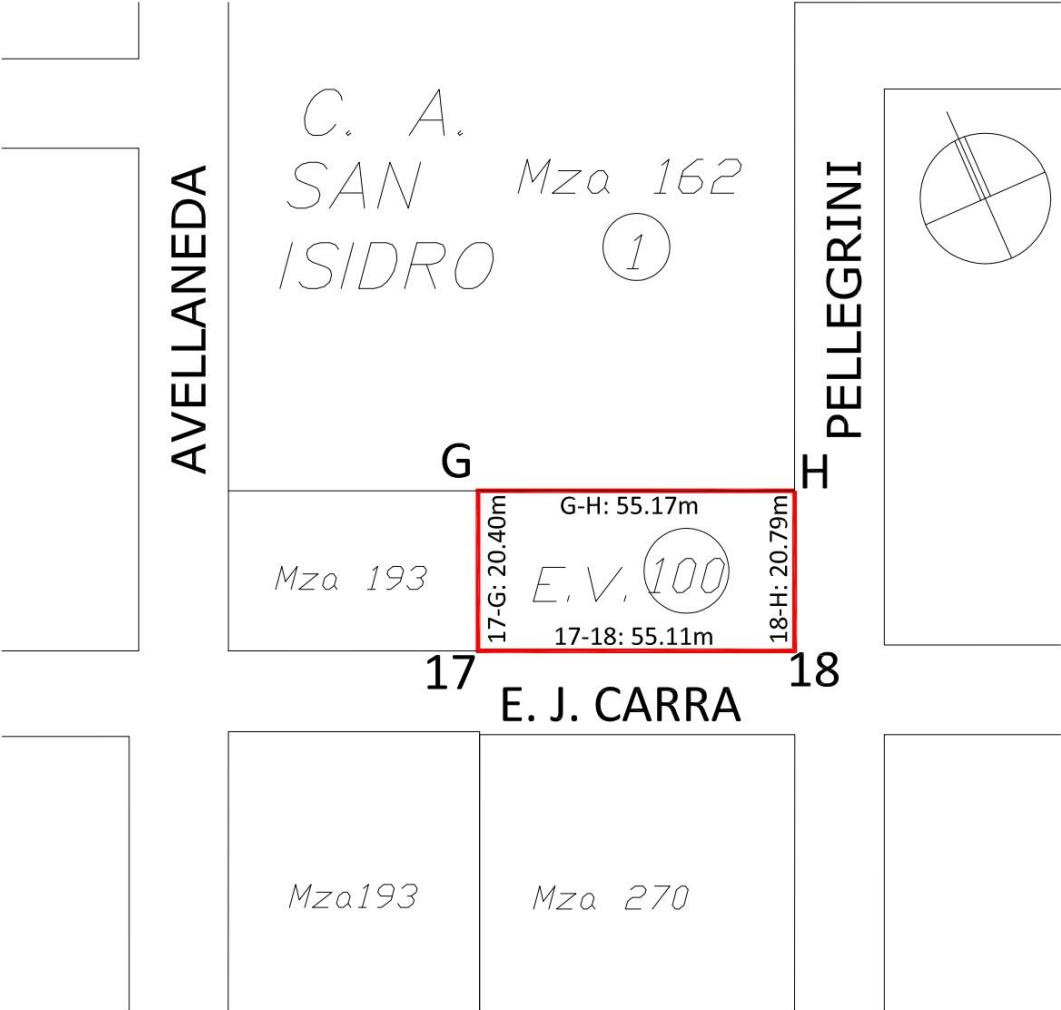 C. A.
SAN
ISIDRO
Mza 162
1
AVELLANEDA
PELLEGRINI
G
H
G-H: 55.17m
17-G: 20.40m
18-H: 20.79m
Mza 193
E.V. 100
17-18: 55.11m
17
18
E. J. CARRA
Mza193
Mza 270